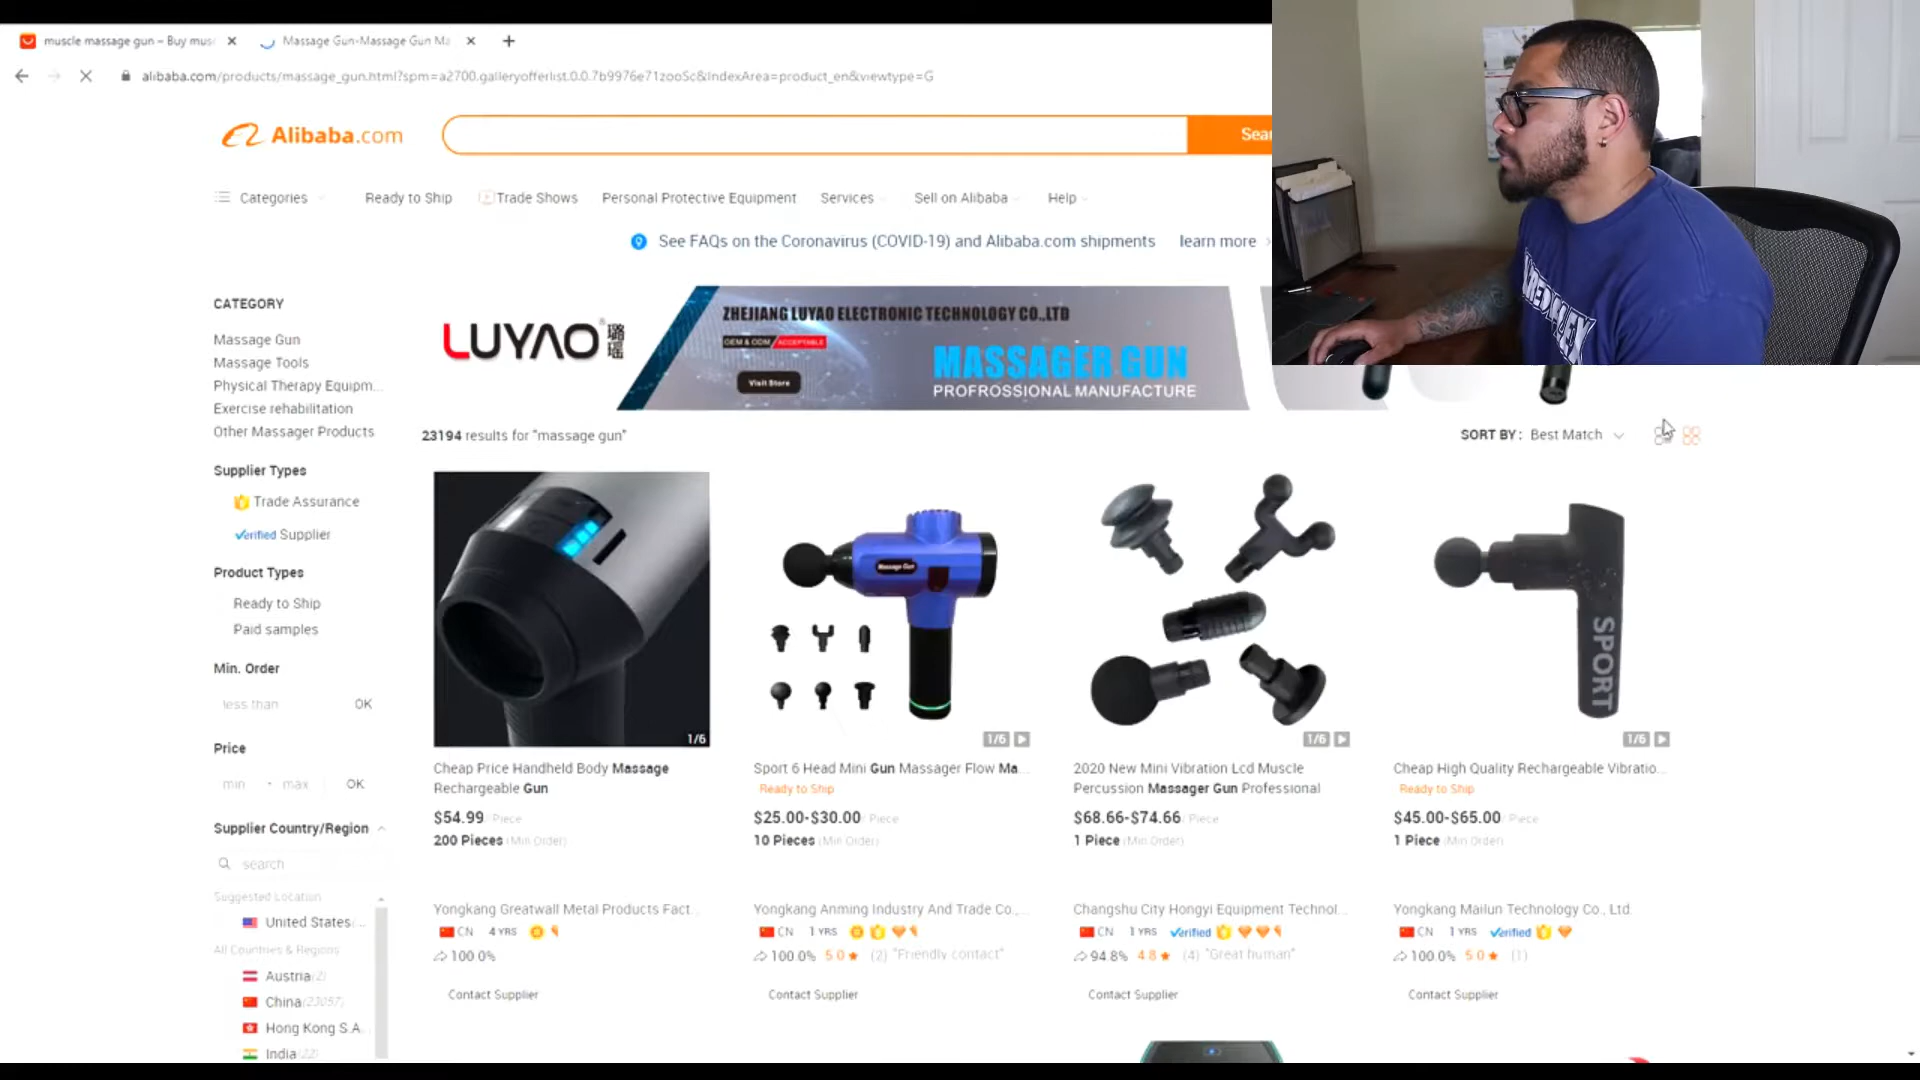 muscle massage gun – Buy mus
Massage Gun-Massage Gun Ma
alibaba.com/products/massage_gun.html?spm=a2700.galleryofferlist.0.0.7b9976e71zooSc&IndexArea=product_en&viewtype=G
Alibaba.com
Sear
Categories
Ready to Ship
Trade Shows
Personal Protective Equipment
Services
Sell on Alibaba
Help
See FAQs on the Coronavirus (COVID-19) and Alibaba.com shipments learn more
CATEGORY
Massage Gun
Massage Tools
Physical Therapy Equipm...
Exercise rehabilitation
Other Massager Products
Supplier Types
Trade Assurance
Verified Supplier
Product Types
Ready to Ship
Paid samples
Min. Order
less than OK
Price
min - max OK
Supplier Country/Region
search
Suggested Location
United States...
All Countries & Regions
Austria(2)
China(23057)
Hong Kong S.A.
India(22)
LUYAO® 璐瑶
ZHEJIANG LUYAO ELECTRONIC TECHNOLOGY CO.,LTD
OEM & ODM ACCEPTABLE
Visit Store
MASSAGER GUN
PROFROSSIONAL MANUFACTURE
23194 results for "massage gun"
SORT BY : Best Match
1/6
Cheap Price Handheld Body Massage
Rechargeable Gun
$54.99 / Piece
200 Pieces (Min Order)
Yongkang Greatwall Metal Products Fact...
CN 4 YRS
100.0%
Contact Supplier
Massage Gun
1/6
Sport 6 Head Mini Gun Massager Flow Ma...
Ready to Ship
$25.00-$30.00 / Piece
10 Pieces (Min Order)
Yongkang Anming Industry And Trade Co.,...
CN 1 YRS
100.0% 5.0 (2) "Friendly contact"
Contact Supplier
1/6
2020 New Mini Vibration Lcd Muscle
Percussion Massager Gun Professional
$68.66-$74.66 / Piece
1 Piece (Min Order)
Changshu City Hongyi Equipment Technol...
CN 1 YRS Verified
94.8% 4.8 (4) "Great human"
Contact Supplier
SPORT
1/6
Cheap High Quality Rechargeable Vibratio...
Ready to Ship
$45.00-$65.00 / Piece
1 Piece (Min Order)
Yongkang Mailun Technology Co., Ltd.
CN 1 YRS Verified
100.0% 5.0 (1)
Contact Supplier